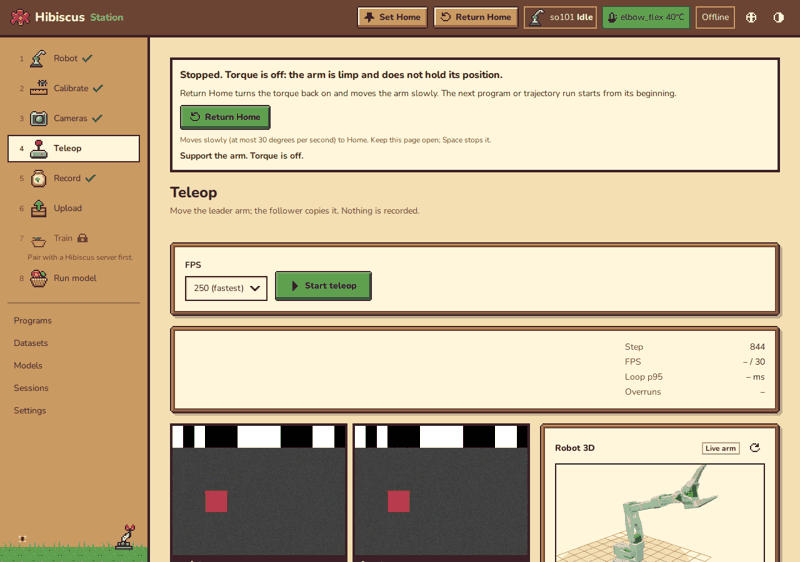 Hibiscus Station
Set Home
Return Home
so101 Idle
elbow_flex 40°C
Offline
1 Robot
2 Calibrate
3 Cameras
4 Teleop
5 Record
6 Upload
7 Train
Pair with a Hibiscus server first.
8 Run model
Programs
Datasets
Models
Sessions
Settings
Stopped. Torque is off: the arm is limp and does not hold its position.
Return Home turns the torque back on and moves the arm slowly. The next program or trajectory run starts from its beginning.
Return Home
Moves slowly (at most 30 degrees per second) to Home. Keep this page open; Space stops it.
Support the arm. Torque is off.
Teleop
Move the leader arm; the follower copies it. Nothing is recorded.
FPS
250 (fastest)
Start teleop
Step 844
FPS – / 30
Loop p95 – ms
Overruns –
Robot 3D
Live arm